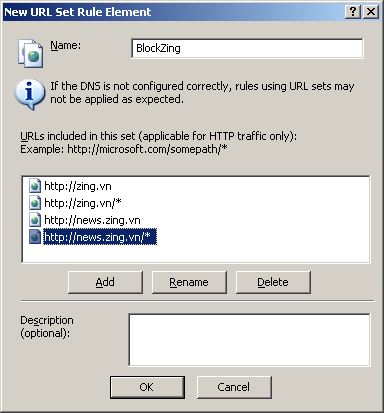 New URL Set Rule Element
Name:
BlockZing
If the DNS is not configured correctly, rules using URL sets may
not be applied as expected.
URLs included in this set (applicable for HTTP traffic only):
Example: http://microsoft.com/somepath/*
http://zing.vn
http://zing.vn/*
http://news.zing.vn
http://news.zing.vn/*
Add
Rename
Delete
Description
(optional):
OK
Cancel